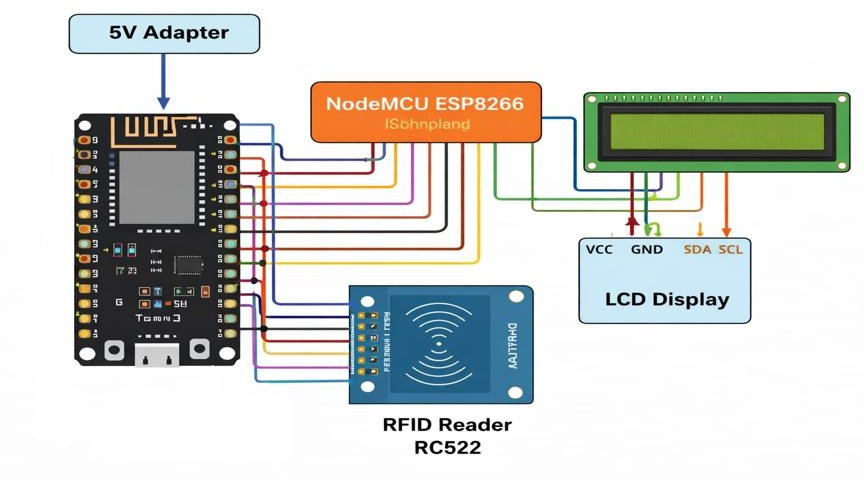 5V Adapter
NodeMCU ESP8266
VCC GND SDA SCL
LCD Display
RFID Reader
RC522